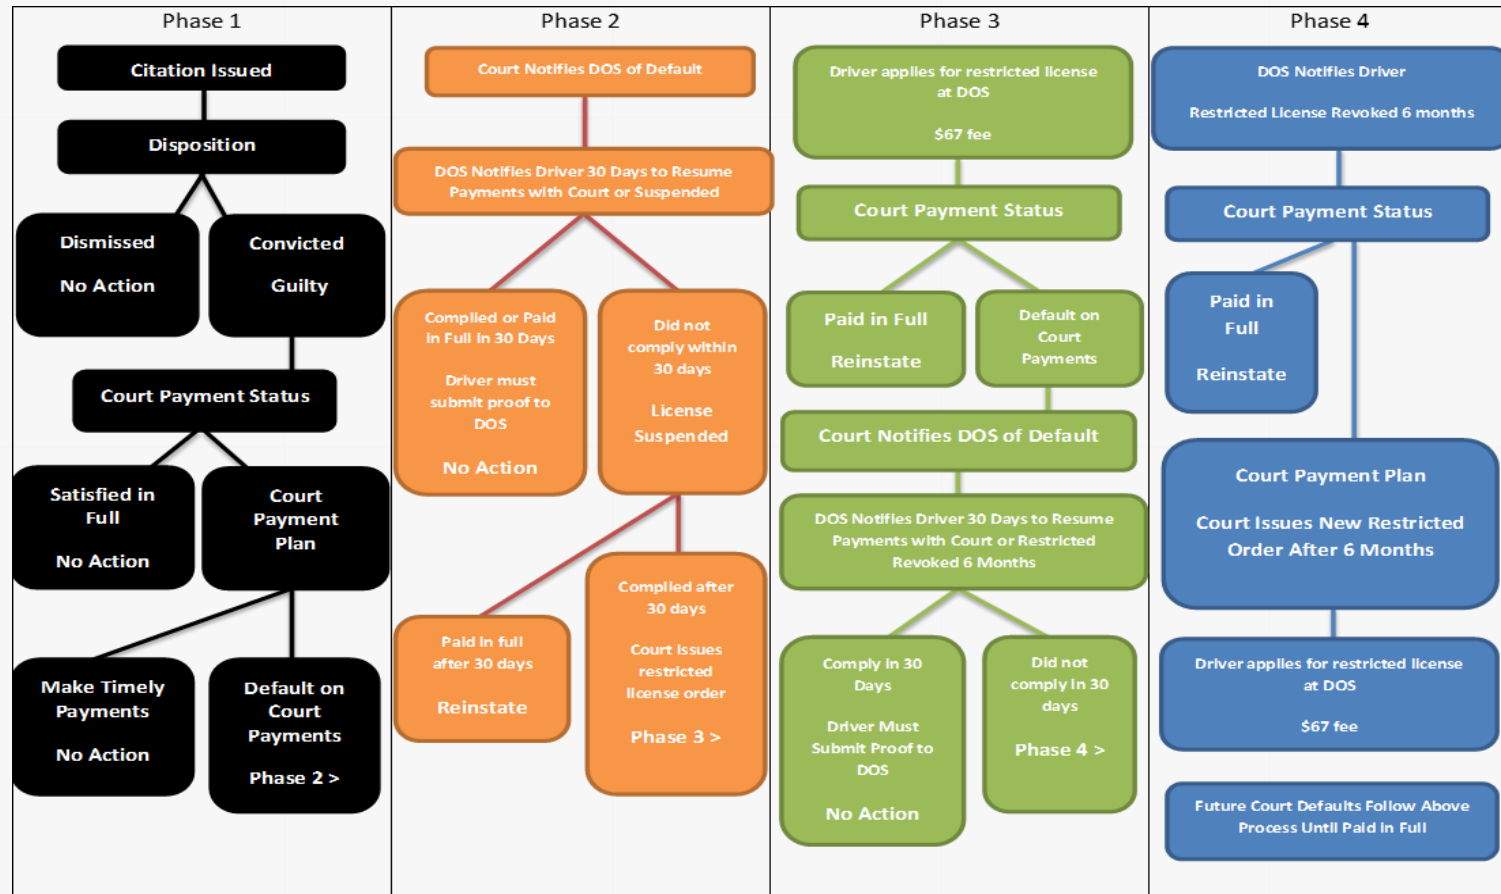 Phase 1
Citation Issued
Disposition
Dismissed
No Action
Convicted
Guilty
Court Payment Status
Satisfied in
Full
No Action
Court
Payment
Plan
Make Timely
Payments
No Action
Default on
Court
Payments
Phase 2 >
Phase 2
Court Notifies DOS of Default
DOS Notifies Driver 30 Days to Resume
Payments with Court or Suspended
Complied or Paid
in Full in 30 Days
Driver must
submit proof to
DOS
No Action
Did not
comply within
30 days
License
Suspended
Paid in full
after 30 days
Reinstate
Complied after
30 days
Court issues
restricted
license order
Phase 3 >
Phase 3
Driver applies for restricted license
at DOS
$67 fee
Court Payment Status
Paid in Full
Reinstate
Default on
Court
Payments
Court Notifies DOS of Default
DOS Notifies Driver 30 Days to Resume
Payments with Court or Restricted
Revoked 6 Months
Comply in 30
Days
Driver Must
Submit Proof to
DOS
No Action
Did not
comply in 30
days
Phase 4 >
Phase 4
DOS Notifies Driver
Restricted License Revoked 6 months
Court Payment Status
Paid in
Full
Reinstate
Court Payment Plan
Court Issues New Restricted
Order After 6 Months
Driver applies for restricted license
at DOS
$67 fee
Future Court Defaults Follow Above
Process Until Paid in Full